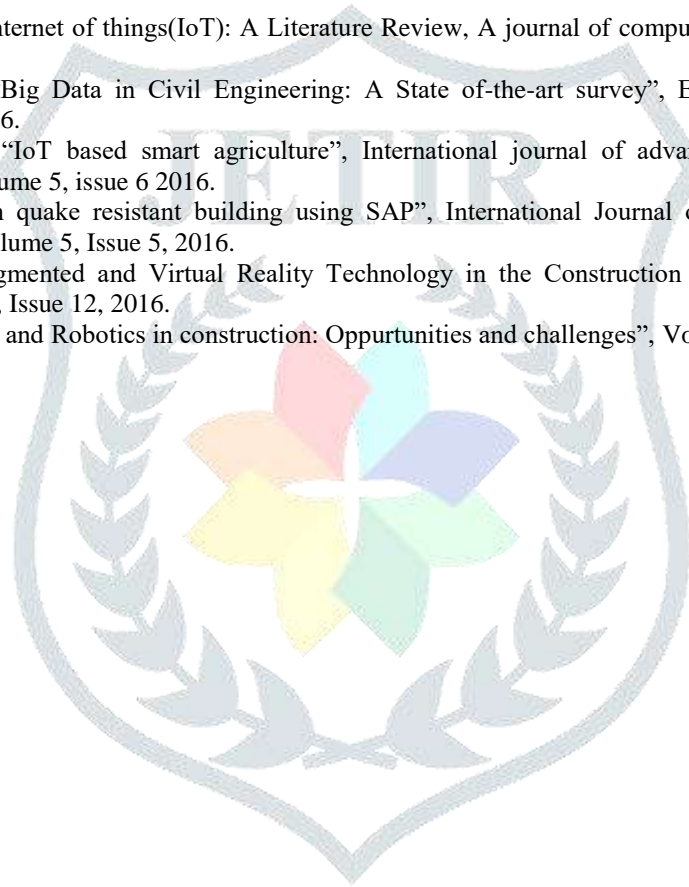 nternet of things(IoT): A Literature Review, A journal of compu
Big Data in Civil Engineering: A State of-the-art survey”, E
6.
“IoT based smart agriculture”, International journal of advar
lume 5, issue 6 2016.
quake resistant building using SAP”, International Journal
lume 5, Issue 5, 2016.
gmented and Virtual Reality Technology in the Construction
, Issue 12, 2016.
and Robotics in construction: Oppurtunities and challenges”, Vo
JETIR